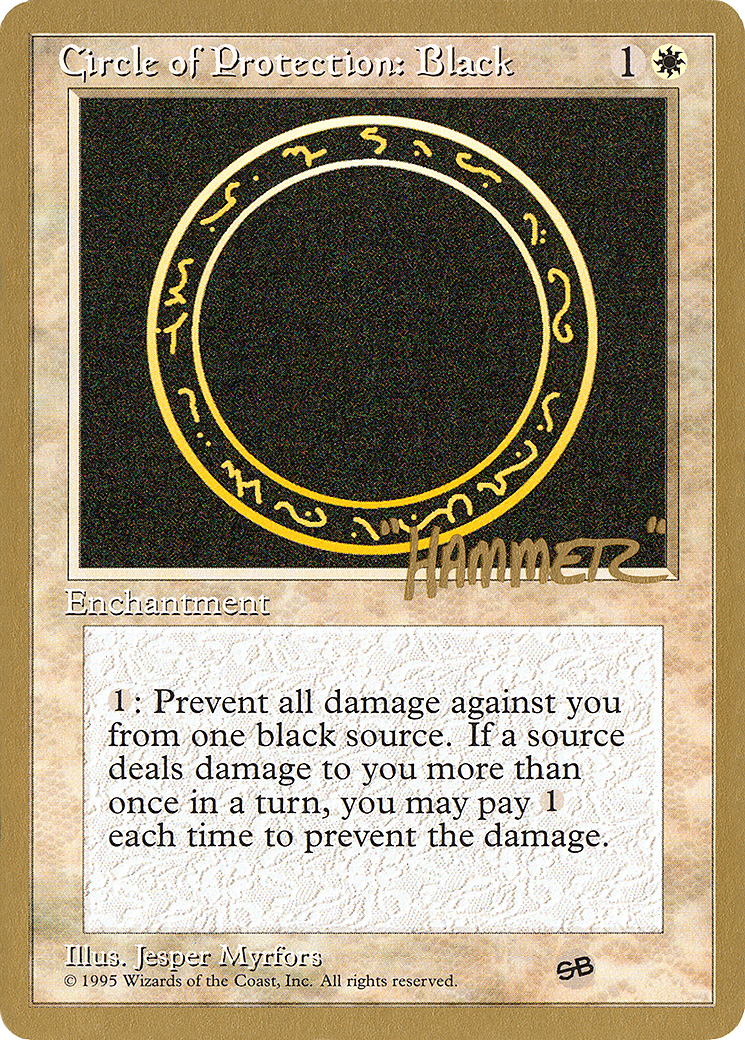 Circle of Protection: Black 1
"HAMMER"
Enchantment
1: Prevent all damage against you
from one black source. If a source
deals damage to you more than
once in a turn, you may pay 1
each time to prevent the damage.
Illus. Jesper Myrfors
© 1995 Wizards of the Coast, Inc. All rights reserved.
SB